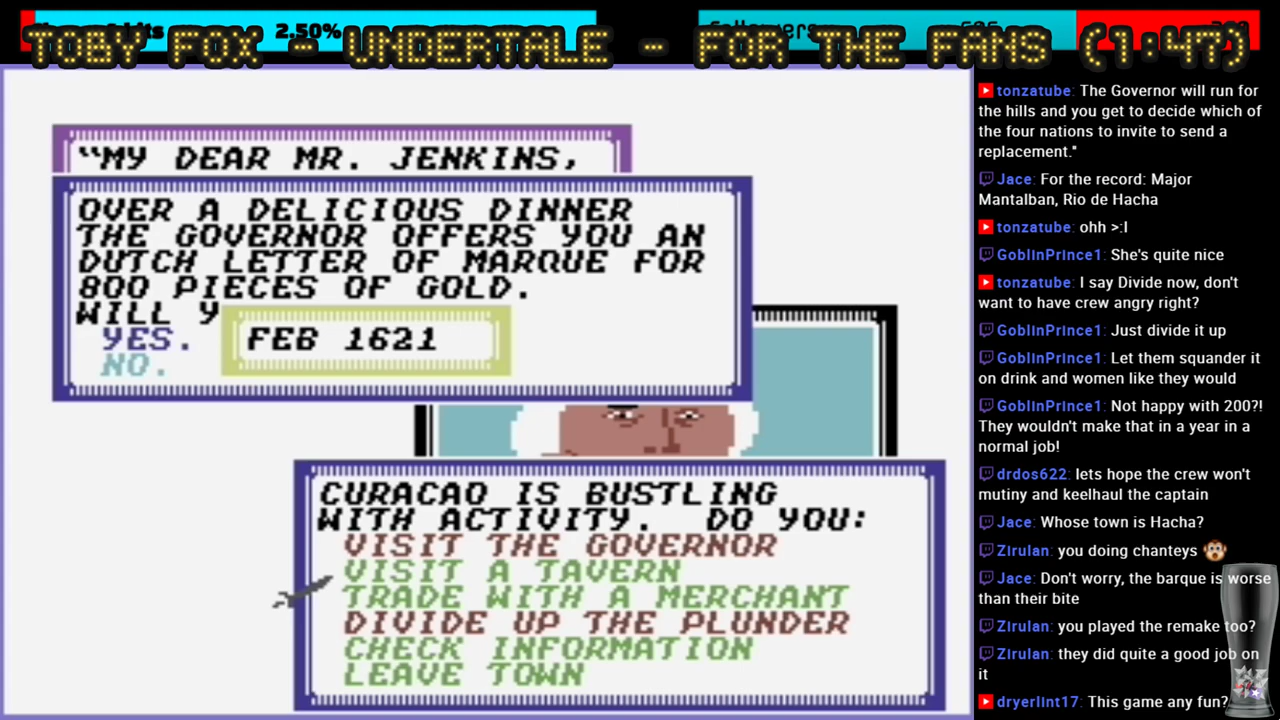 TOBY FOX - UNDERTALE - FOR THE FANS (1:47)
2.50%
"MY DEAR MR. JENKINS,
OVER A DELICIOUS DINNER
THE GOVERNOR OFFERS YOU AN
DUTCH LETTER OF MARQUE FOR
800 PIECES OF GOLD.
WILL Y
YES.
NO.
FEB 1621
CURACAO IS BUSTLING
WITH ACTIVITY. DO YOU:
VISIT THE GOVERNOR
VISIT A TAVERN
TRADE WITH A MERCHANT
DIVIDE UP THE PLUNDER
CHECK INFORMATION
LEAVE TOWN
tonzatube: The Governor will run for
the hills and you get to decide which of
the four nations to invite to send a
replacement."
Jace: For the record: Major
Mantalban, Rio de Hacha
tonzatube: ohh >:I
GoblinPrince1: She's quite nice
tonzatube: I say Divide now, don't
want to have crew angry right?
GoblinPrince1: Just divide it up
GoblinPrince1: Let them squander it
on drink and women like they would
GoblinPrince1: Not happy with 200?!
They wouldn't make that in a year in a
normal job!
drdos622: lets hope the crew won't
mutiny and keelhaul the captain
Jace: Whose town is Hacha?
Zirulan: you doing chanteys
Jace: Don't worry, the barque is worse
than their bite
Zirulan: you played the remake too?
Zirulan: they did quite a good job on
it
dryerlint17: This game any fun?